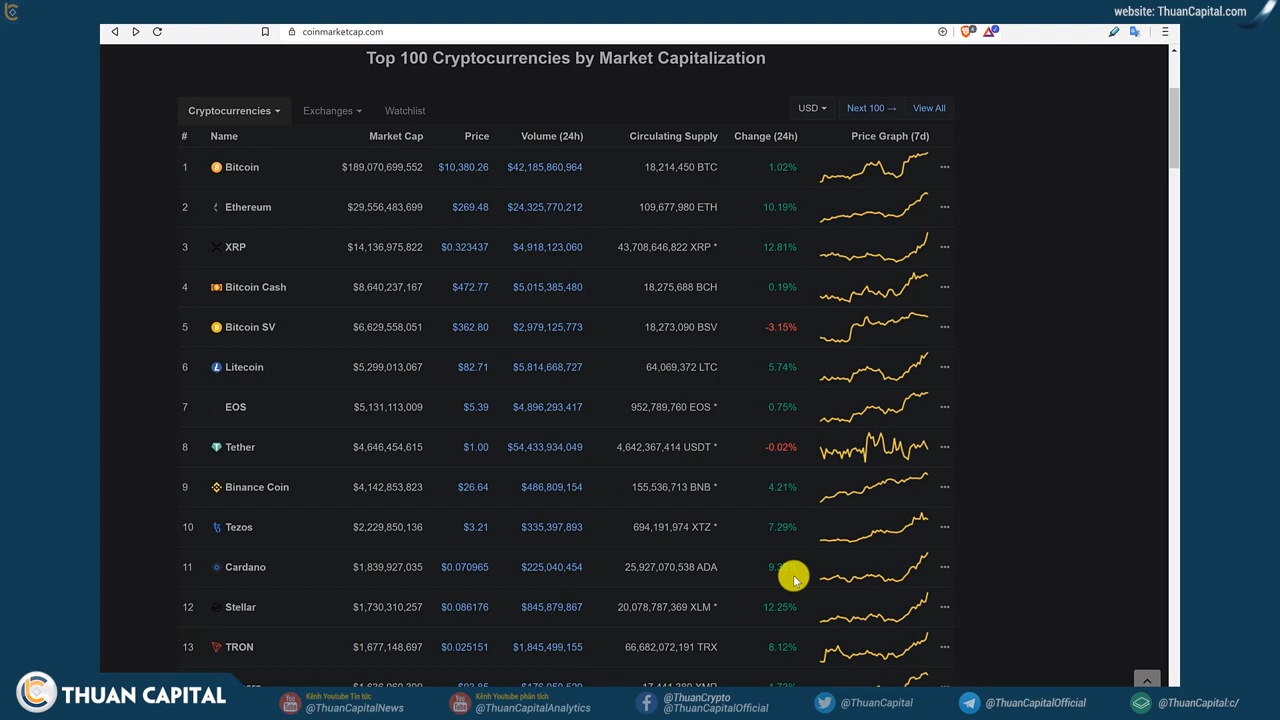 website: ThuanCapital.com
coinmarketcap.com
Top 100 Cryptocurrencies by Market Capitalization
Cryptocurrencies Exchanges Watchlist USD Next 100 → View All
# Name Market Cap Price Volume (24h) Circulating Supply Change (24h) Price Graph (7d)
1 Bitcoin $189,070,699,552 $10,380.26 $42,185,860,964 18,214,450 BTC 1.02%
2 Ethereum $29,556,483,699 $269.48 $24,325,770,212 109,677,980 ETH 10.19%
3 XRP $14,136,975,822 $0.323437 $4,918,123,060 43,708,646,822 XRP * 12.81%
4 Bitcoin Cash $8,640,237,167 $472.77 $5,015,385,480 18,275,688 BCH 0.19%
5 Bitcoin SV $6,629,558,051 $362.80 $2,979,125,773 18,273,090 BSV -3.15%
6 Litecoin $5,299,013,067 $82.71 $5,814,668,727 64,069,372 LTC 5.74%
7 EOS $5,131,113,009 $5.39 $4,896,293,417 952,789,760 EOS * 0.75%
8 Tether $4,646,454,615 $1.00 $54,433,934,049 4,642,367,414 USDT * -0.02%
9 Binance Coin $4,142,853,823 $26.64 $486,809,154 155,536,713 BNB * 4.21%
10 Tezos $2,229,850,136 $3.21 $335,397,893 694,191,974 XTZ * 7.29%
11 Cardano $1,839,927,035 $0.070965 $225,040,454 25,927,070,538 ADA
12 Stellar $1,730,310,257 $0.086176 $845,879,867 20,078,787,369 XLM * 12.25%
13 TRON $1,677,148,697 $0.025151 $1,845,499,155 66,682,072,191 TRX 8.12%
THUAN CAPITAL
Kênh Youtube Tin tức
@ThuanCapitalNews
Kênh Youtube phân tích
@ThuanCapitalAnalytics
@ThuanCrypto
@ThuanCapitalOfficial
@ThuanCapital
@ThuanCapitalOfficial
@ThuanCapital:c/